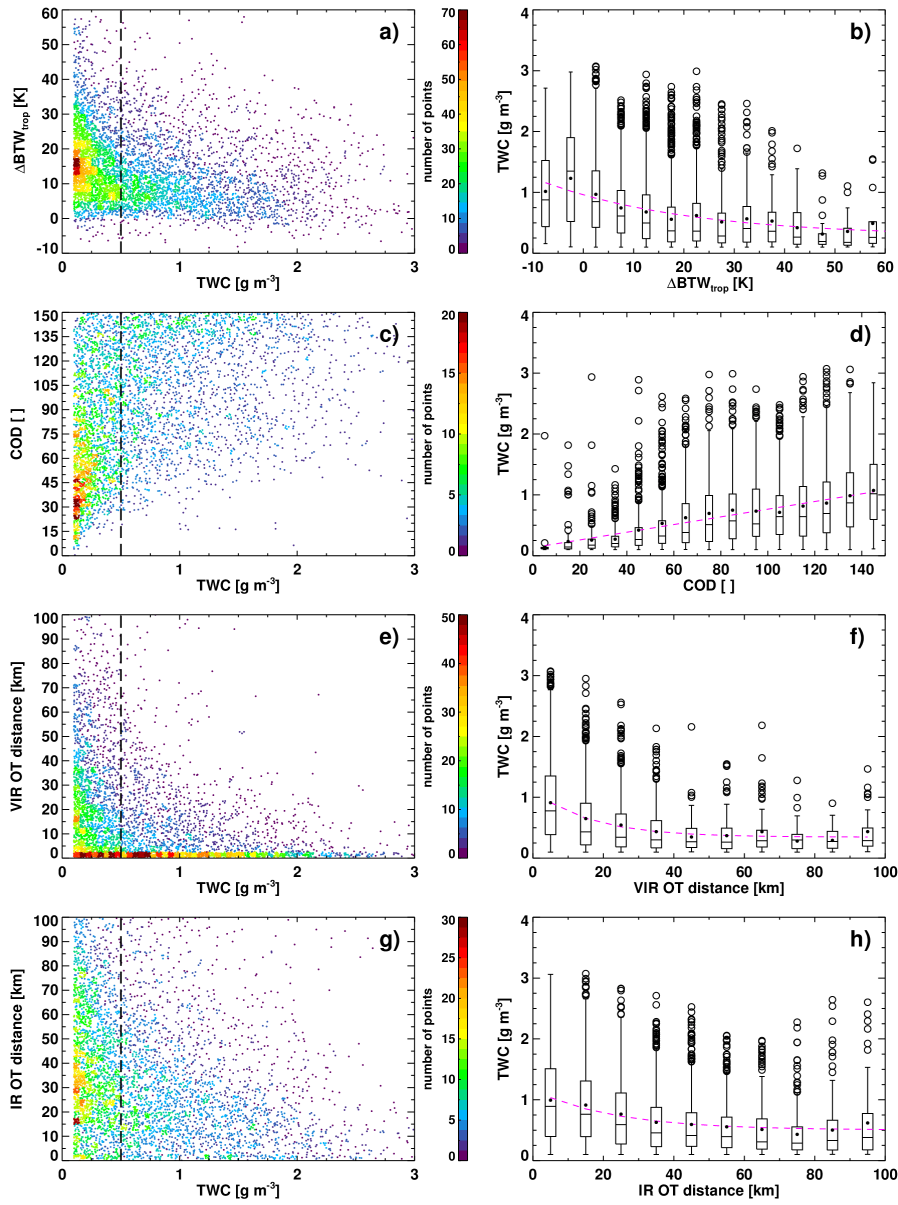 a)
ΔBTWtrop [K]
60
50
40
30
20
10
0
-10
0 1 2 3
TWC [g m-3]
number of points
70
60
50
40
30
20
10
0
b)
TWC [g m-3]
4
3
2
1
0
-10 0 10 20 30 40 50 60
ΔBTWtrop [K]
c)
COD [ ]
150
135
120
105
90
75
60
45
30
15
0
0 1 2 3
TWC [g m-3]
number of points
20
15
10
5
0
d)
TWC [g m-3]
4
3
2
1
0
0 20 40 60 80 100 120 140
COD [ ]
e)
VIR OT distance [km]
100
90
80
70
60
50
40
30
20
10
0
0 1 2 3
TWC [g m-3]
number of points
50
40
30
20
10
0
f)
TWC [g m-3]
4
3
2
1
0
0 20 40 60 80 100
VIR OT distance [km]
g)
IR OT distance [km]
100
90
80
70
60
50
40
30
20
10
0
0 1 2 3
TWC [g m-3]
number of points
30
25
20
15
10
5
0
h)
TWC [g m-3]
4
3
2
1
0
0 20 40 60 80 100
IR OT distance [km]